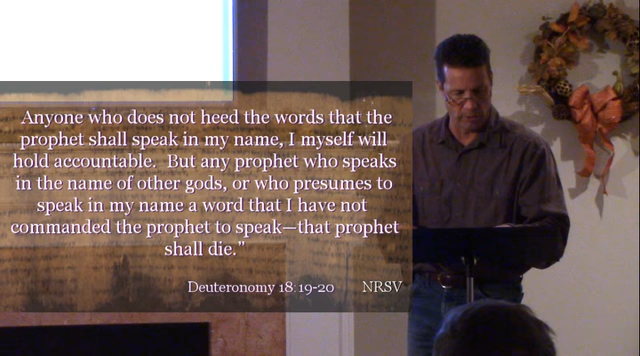 Anyone who does not heed the words that the
prophet shall speak in my name, I myself will
hold accountable. But any prophet who speaks
in the name of other gods, or who presumes to
speak in my name a word that I have not
commanded the prophet to speak—that prophet
shall die.”
Deuteronomy 18:19-20 NRSV